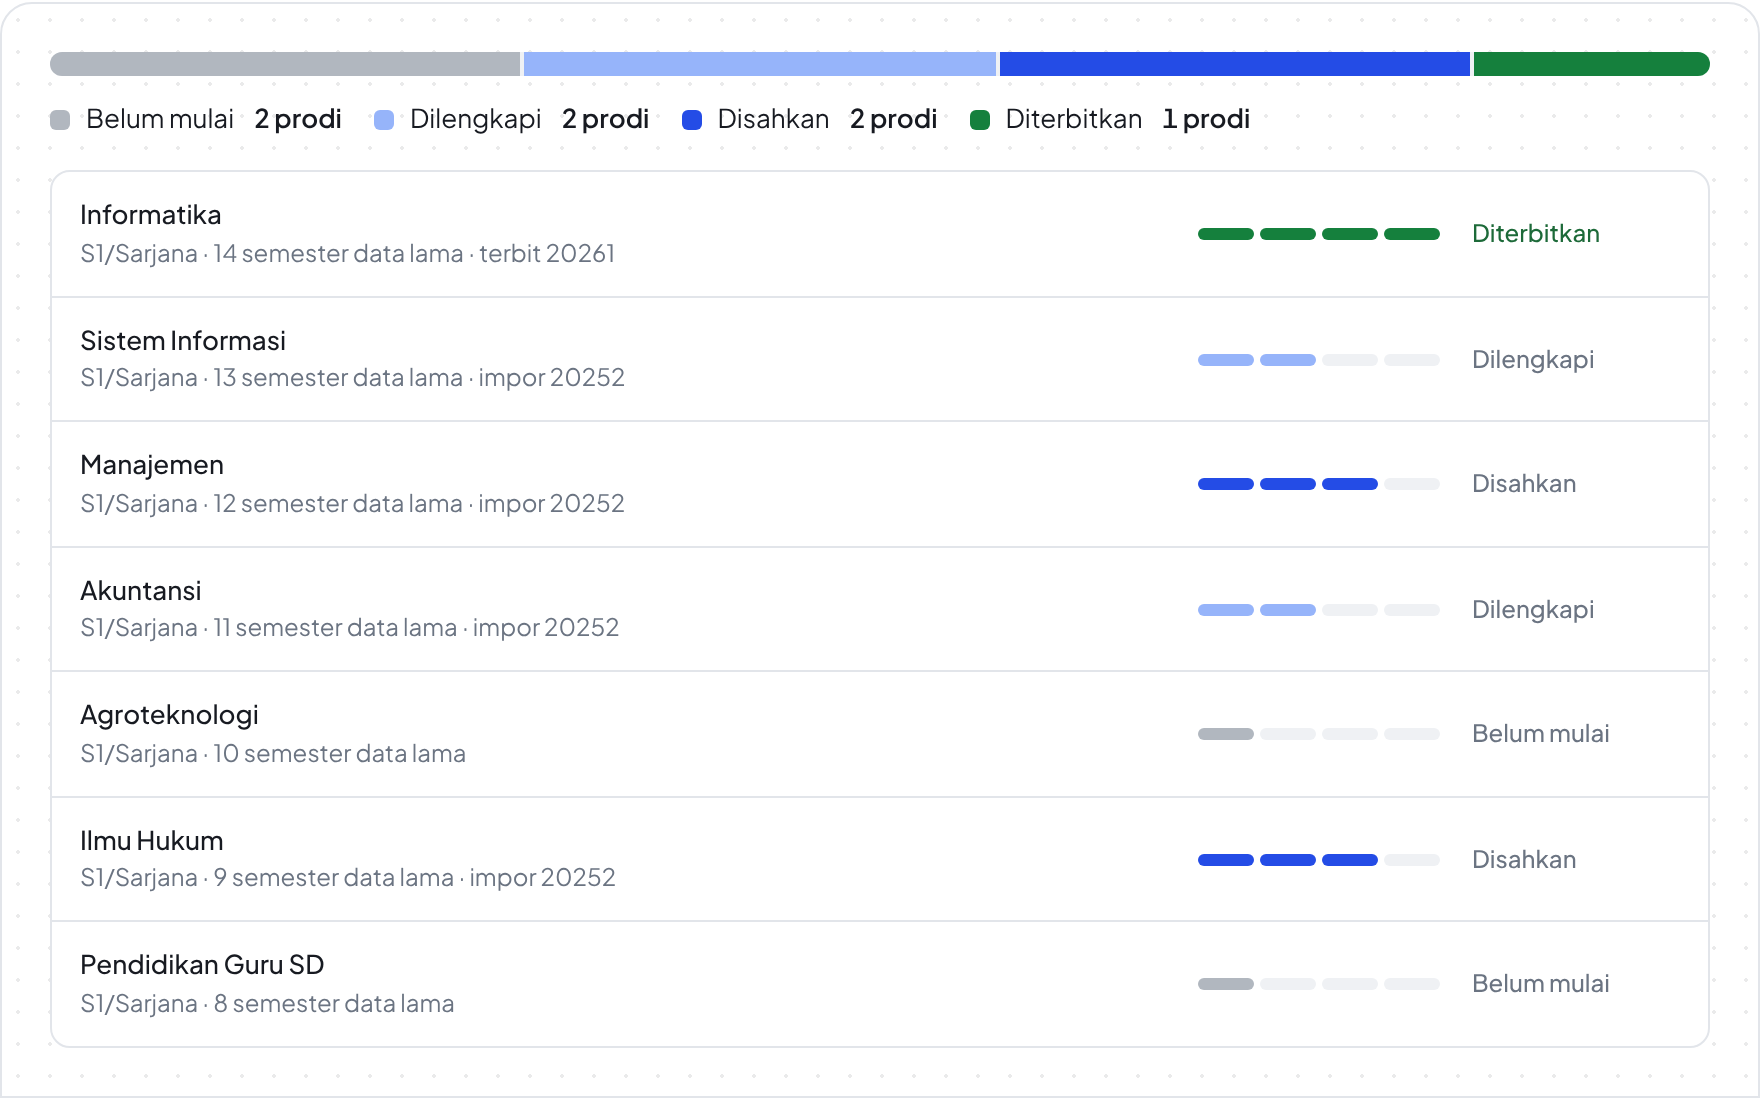 Belum mulai 2 prodi Dilengkapi 2 prodi Disahkan 2 prodi Diterbitkan 1 prodi
Informatika
S1/Sarjana · 14 semester data lama · terbit 20261
Diterbitkan
Sistem Informasi
S1/Sarjana · 13 semester data lama · impor 20252
Dilengkapi
Manajemen
S1/Sarjana · 12 semester data lama · impor 20252
Disahkan
Akuntansi
S1/Sarjana · 11 semester data lama · impor 20252
Dilengkapi
Agroteknologi
S1/Sarjana · 10 semester data lama
Belum mulai
Ilmu Hukum
S1/Sarjana · 9 semester data lama · impor 20252
Disahkan
Pendidikan Guru SD
S1/Sarjana · 8 semester data lama
Belum mulai